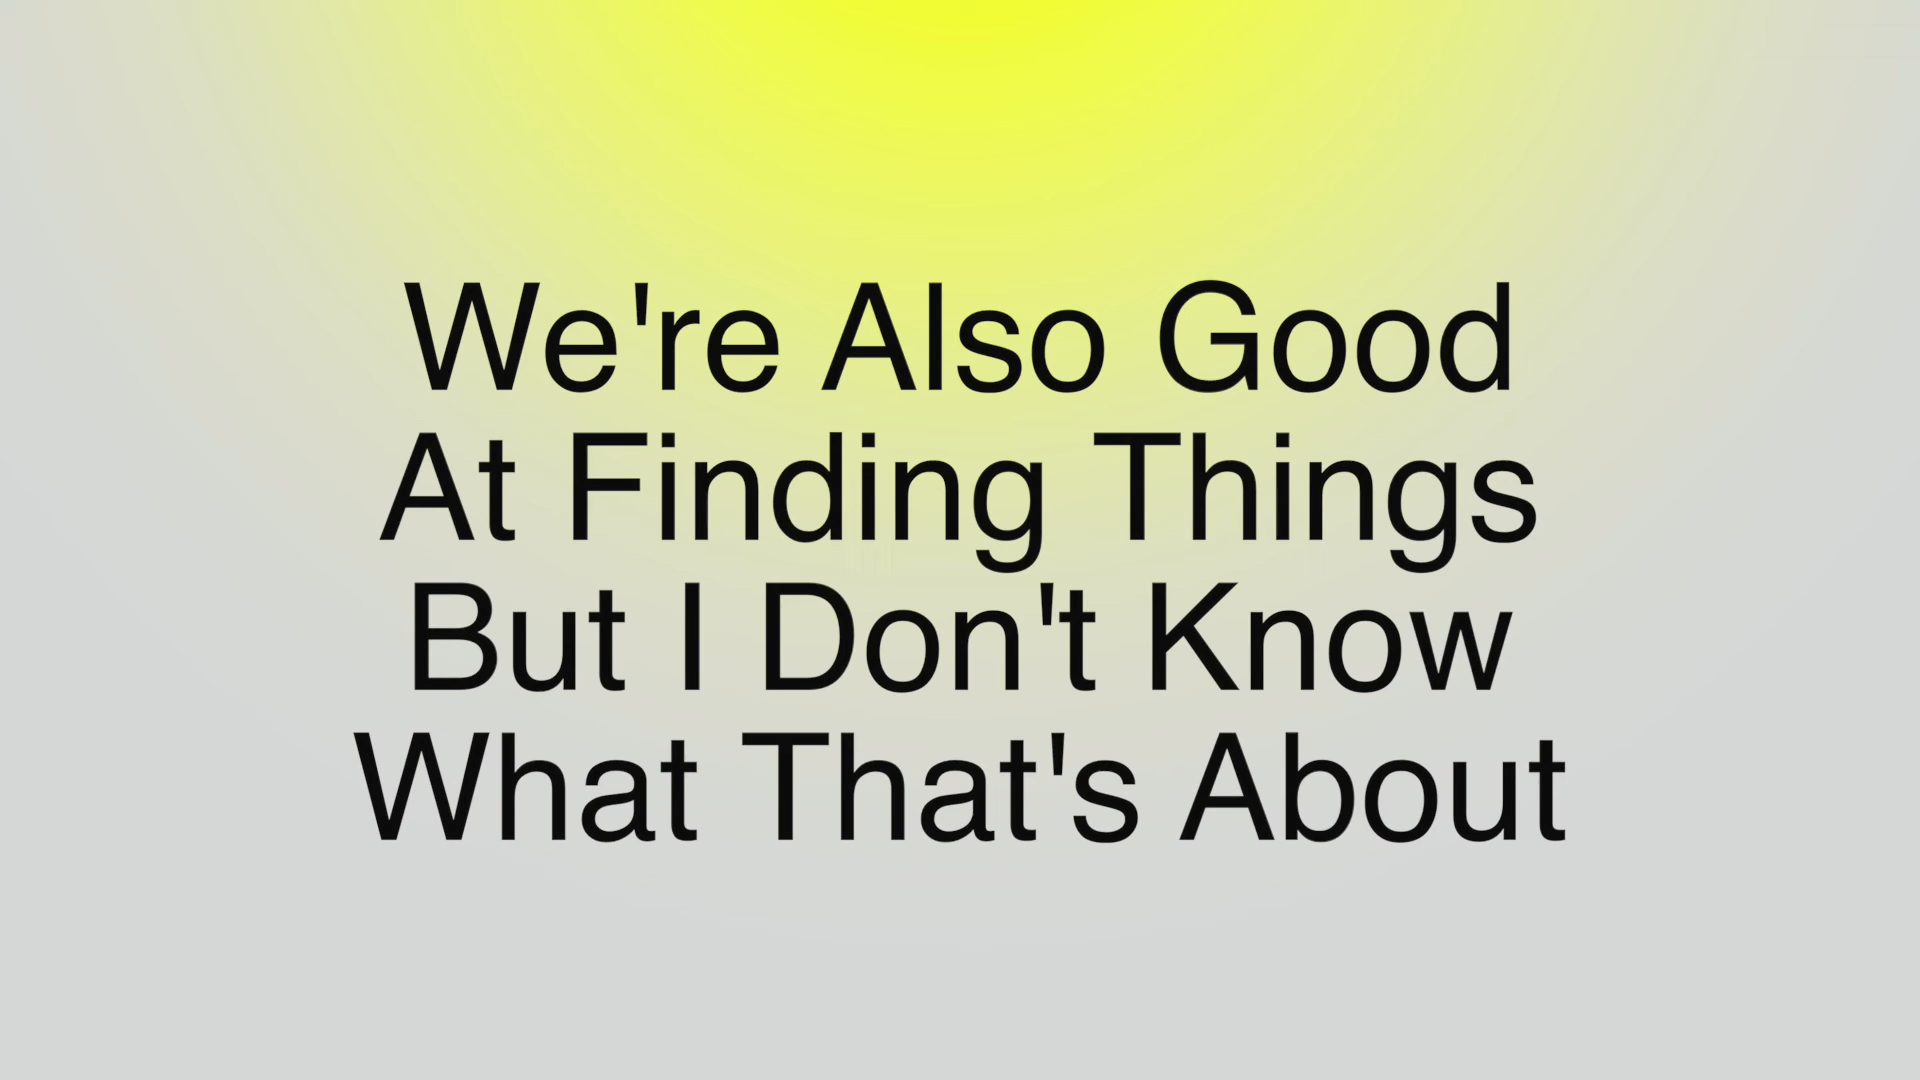 We're Also Good
At Finding Things
But I Don't Know
What That's About